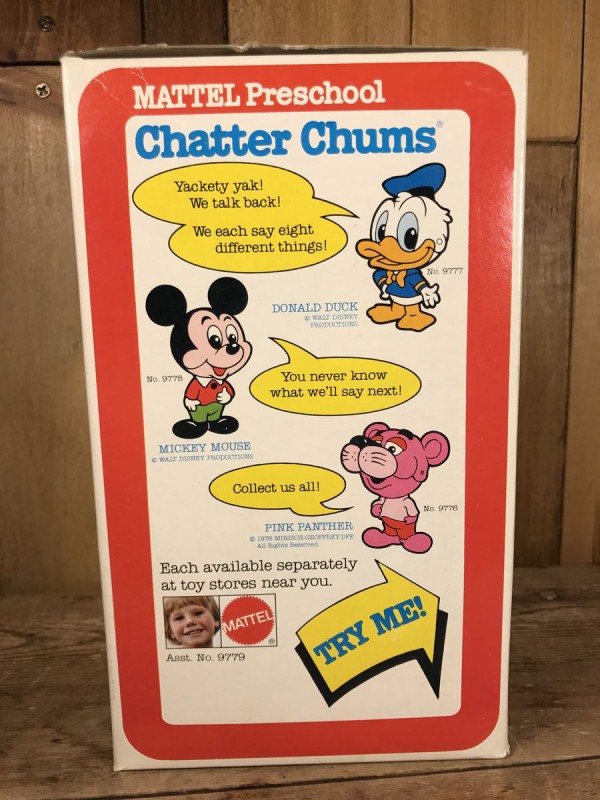 MATTEL Preschool
Chatter Chums®
Yackety yak!
We talk back!
We each say eight
different things!
No. 9777
DONALD DUCK
© WALT DISNEY
PRODUCTIONS
No. 9778
You never know
what we'll say next!
MICKEY MOUSE
© WALT DISNEY PRODUCTIONS
Collect us all!
No. 9776
PINK PANTHER
© 1976 MIRISCH-GEOFFREY-DFE
All Rights Reserved.
Each available separately
at toy stores near you.
MATTEL®
Asst. No. 9779
TRY ME!